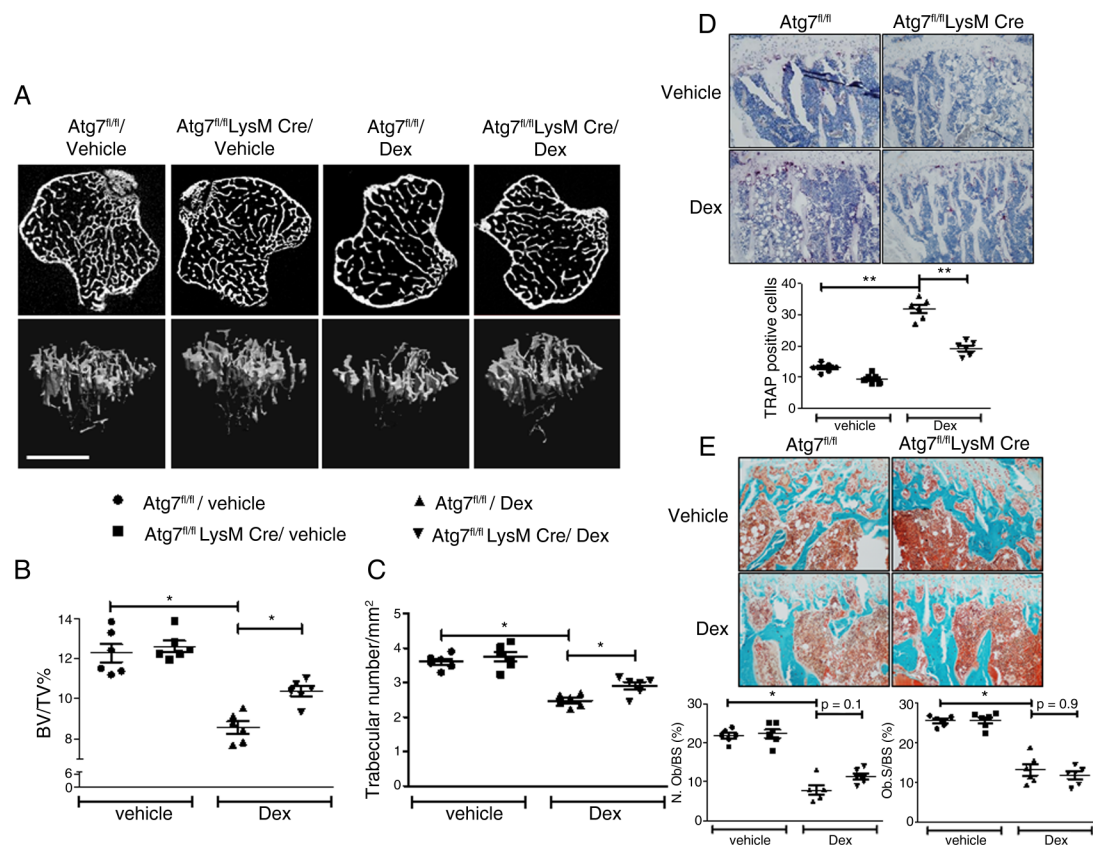 A
Atg7fl/fl/
Vehicle
Atg7fl/flLysM Cre/
Vehicle
Atg7fl/fl/
Dex
Atg7fl/flLysM Cre/
Dex
Atg7fl/fl/ vehicle
Atg7fl/fl LysM Cre/ vehicle
Atg7fl/fl/ Dex
Atg7fl/fl LysM Cre/ Dex
B
BV/TV%
14
12
10
8
6
0
*
*
vehicle
Dex
C
Trabecular number/mm2
5
4
3
2
1
0
*
*
vehicle
Dex
D
Atg7fl/fl
Atg7fl/flLysM Cre
Vehicle
Dex
TRAP positive cellls
40
30
20
10
0
**
**
vehicle
Dex
E
Atg7fl/fl
Atg7fl/flLysM Cre
Vehicle
Dex
N. Ob/BS (%)
30
20
10
0
*
p = 0.1
vehicle
Dex
Ob.S/BS (%)
30
20
10
0
*
p = 0.9
vehicle
Dex